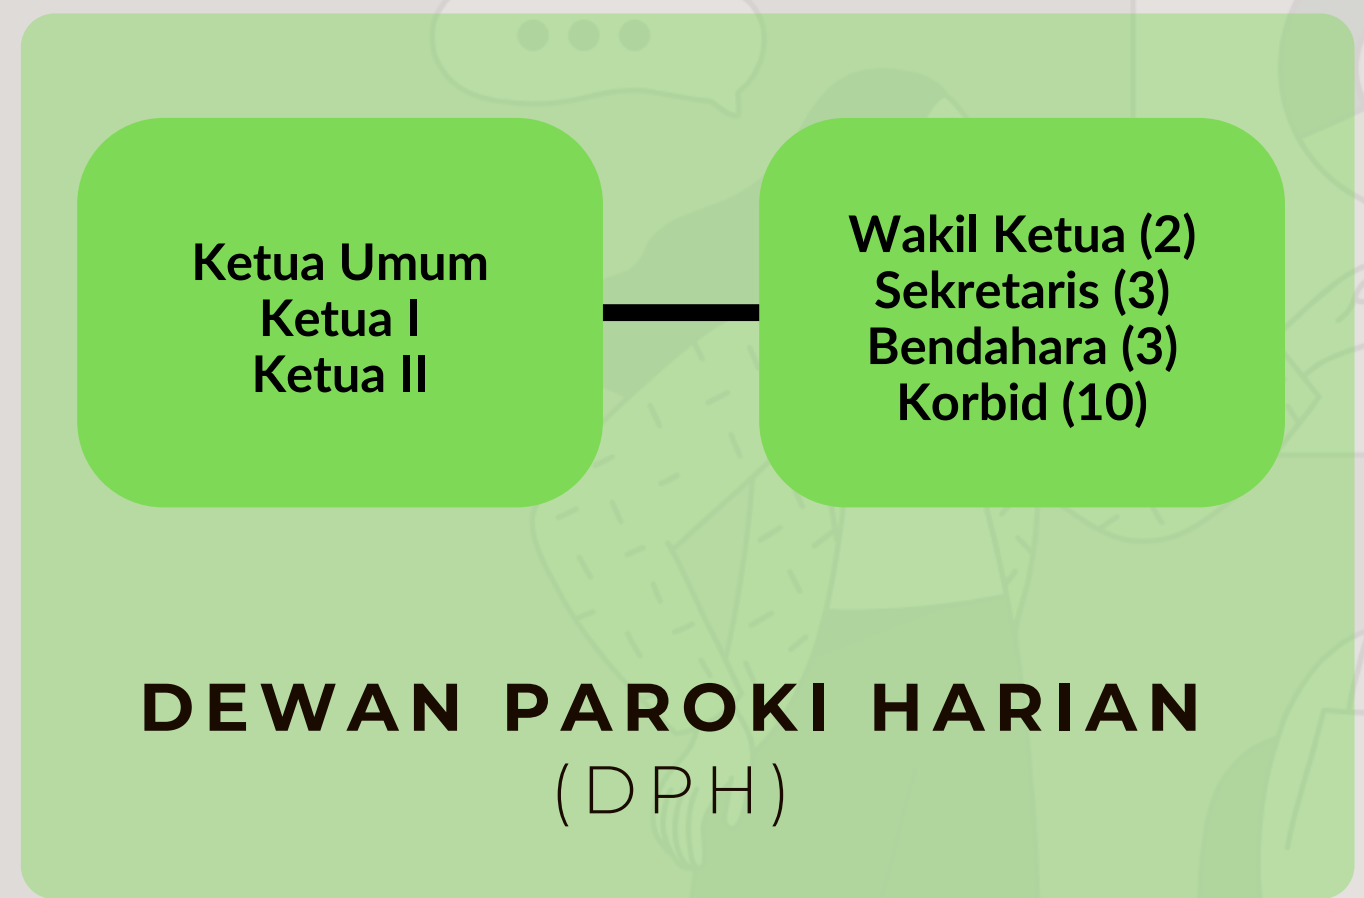 Ketua Umum
Ketua I
Ketua II
Wakil Ketua (2)
Sekretaris (3)
Bendahara (3)
Korbid (10)
DEWAN PAROKI HARIAN
(DPH)